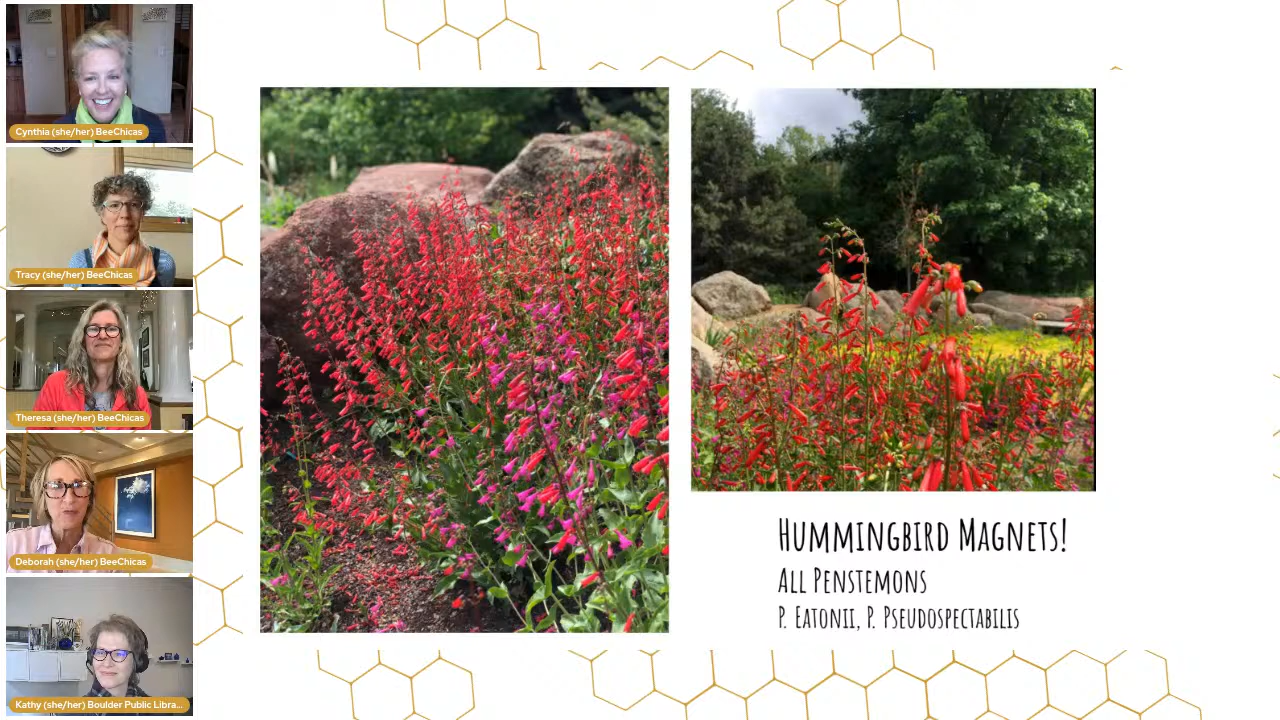 Cynthia (she/her) BeeChicas
Tracy (she/her) BeeChicas
Theresa (she/her) BeeChicas
Deborah (she/her) BeeChicas
Kathy (she/her) Boulder Public Libra...
Hummingbird Magnets!
All Penstemons
P. Eatonii, P. Pseudospectabilis